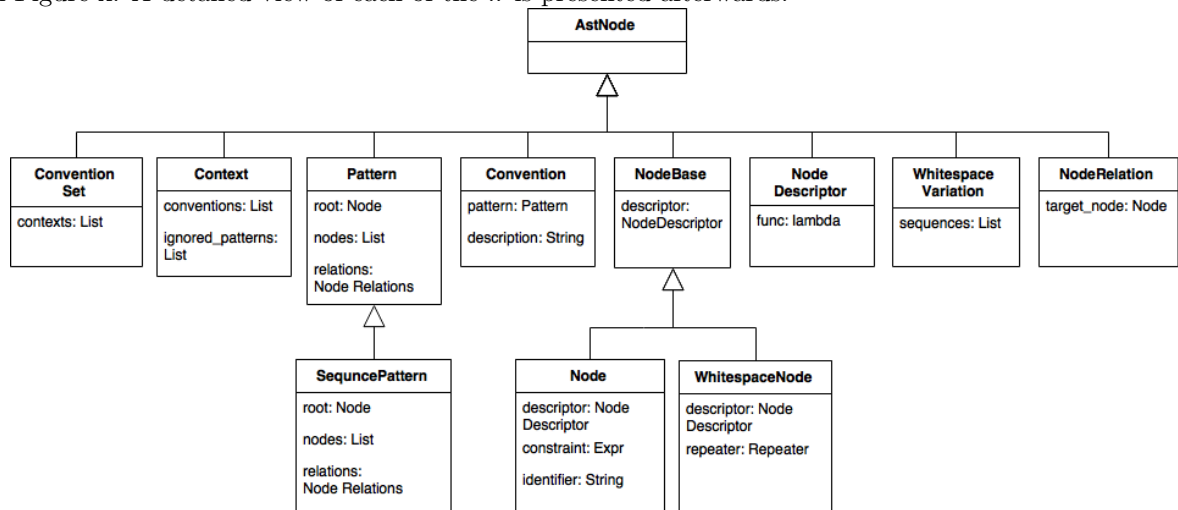 AstNode
Convention
Set
contexts: List
Context
conventions: List
ignored_patterns:
List
Pattern
root: Node
nodes: List
relations:
Node Relations
Convention
pattern: Pattern
description: String
NodeBase
descriptor:
NodeDescriptor
Node
Descriptor
func: lambda
Whitespace
Variation
sequences: List
NodeRelation
target_node: Node
SequncePattern
root: Node
nodes: List
relations:
Node Relations
Node
descriptor: Node
Descriptor
constraint: Expr
identifier: String
WhitespaceNode
descriptor: Node
Descriptor
repeater: Repeater